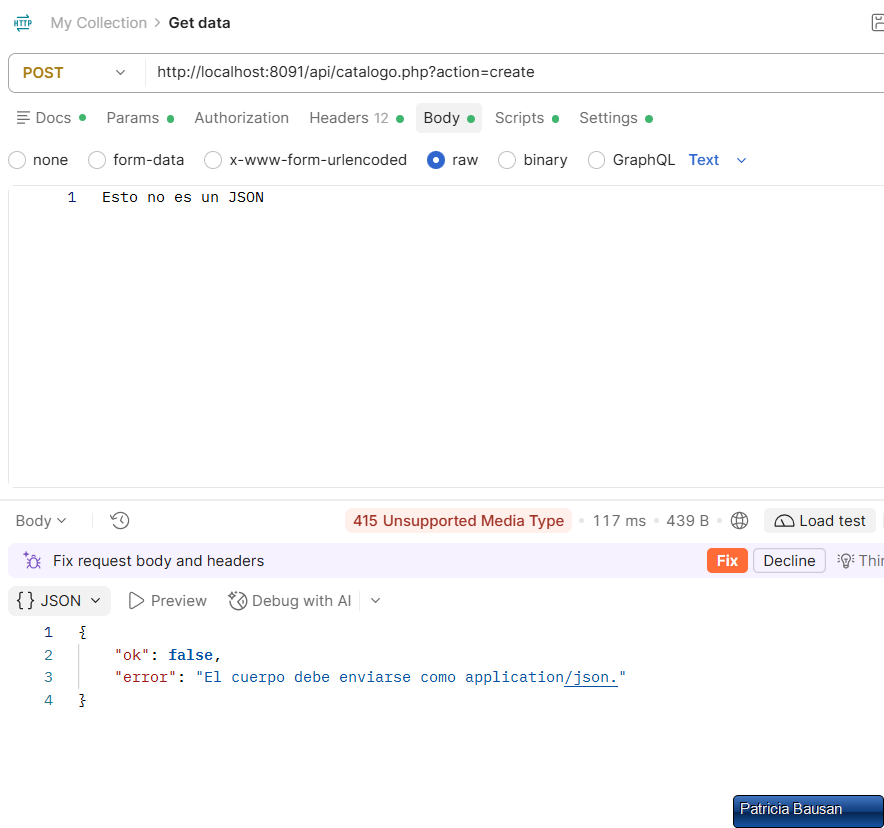 HTTP My Collection > Get data
POST http://localhost:8091/api/catalogo.php?action=create
Docs Params Authorization Headers 12 Body Scripts Settings
none form-data x-www-form-urlencoded raw binary GraphQL Text
1 Esto no es un JSON
Body 415 Unsupported Media Type • 117 ms • 439 B • Load test
Fix request body and headers Fix Decline Thin
{} JSON Preview Debug with AI
1 {
2 "ok": false,
3 "error": "El cuerpo debe enviarse como application/json."
4 }
Patricia Bausan